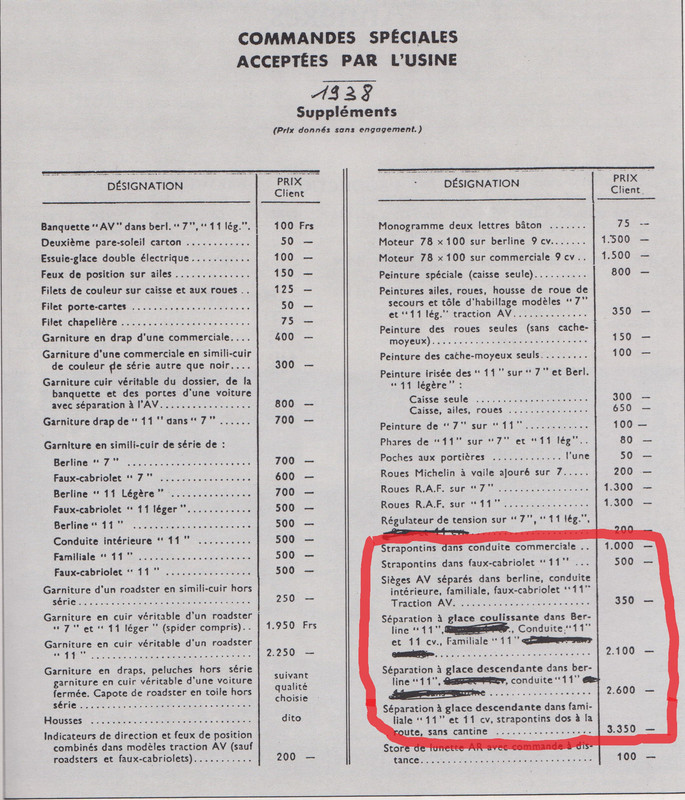 COMMANDES SPÉCIALES
ACCEPTÉES PAR L'USINE
1938
Suppléments
(Prix donnés sans engagement.)
DÉSIGNATION PRIX Client
Banquette "AV" dans berl. "7", "11 lég.". 100 Frs
Deuxième pare-soleil carton ............ 50 —
Essuie-glace double électrique .......... 100 —
Feux de position sur ailes .............. 150 —
Filets de couleur sur caisse et aux roues .. 125 —
Filet porte-cartes ...................... 50 —
Filet chapelière ........................ 75 —
Garniture en drap d'une commerciale.... 400 —
Garniture d'une commerciale en simili-cuir
de couleur de série autre que noir.... 300 —
Garniture cuir véritable du dossier, de la
banquette et des portes d'une voiture
avec séparation à l'AV................ 800 —
Garniture drap de "11" dans "7" ...... 700 —
Garniture en simili-cuir de série de :
Berline "7" ...................... 700 —
Faux-cabriolet "7" ................ 600 —
Berline "11 Légère" .............. 700 —
Faux-cabriolet "11 léger".......... 500 —
Berline "11" ...................... 500 —
Conduite intérieure "11" .......... 500 —
Familiale "11" .................... 500 —
Faux-cabriolet "11" .............. 500 —
Garniture d'un roadster en simili-cuir hors
série ................................ 250 —
Garniture en cuir véritable d'un roadster
"7" et "11 léger" (spider compris).. 1.950 Frs
Garniture en cuir véritable d'un roadster
"11" ................................ 2.250 —
Garniture en draps, peluches hors série
garniture en cuir véritable d'une voiture
fermée. Capote de roadster en toile hors
série ................................
suivant
qualité
choisie
Housses .............................. dito
Indicateurs de direction et feux de position
combinés dans modèles traction AV (sauf
roadsters et faux-cabriolets).......... 200 —
DÉSIGNATION PRIX Client
Monogramme deux lettres bâton ....... 75 —
Moteur 78 × 100 sur berline 9 cv....... 1.500 —
Moteur 78 × 100 sur commerciale 9 cv .. 1.500 —
Peinture spéciale (caisse seule).......... 800 —
Peintures ailes, roues, housse de roue de
secours et tôle d'habillage modèles "7"
et "11 lég." traction AV.............. 350 —
Peinture des roues seules (sans cache-
moyeux).............................. 150 —
Peinture des cache-moyeux seuls........ 100 —
Peinture irisée des "11" sur "7" et Berl.
"11 légère" :
Caisse seule ...................... 300 —
Caisse, ailes, roues ................ 650 —
Peinture de "7" sur "11".............. 100 —
Phares de "11" sur "7" et "11 lég".. 80 —
Poches aux portières ............ l'une 50 —
Roues Michelin à voile ajouré sur 7..... 200 —
Roues R.A.F. sur "7" ................ 1.300 —
Roues R.A.F. sur "11" ................ 1.300 —
Régulateur de tension sur "7", "11 lég.".
200 —
Strapontins dans conduite commerciale .. 1.000 —
Strapontins dans faux-cabriolet "11" ... 500 —
Sièges AV séparés dans berline, conduite
intérieure, familiale, faux-cabriolet "11"
Traction AV.......................... 350 —
Séparation à glace coulissante dans Ber-
line "11", Conduite "11"
et 11 cv., Familiale "11"
2.100 —
Séparation à glace descendante dans ber-
line "11", conduite "11"
2.600 —
Séparation à glace descendante dans fami-
liale "11" et 11 cv, strapontins dos à la
route, sans cantine .................. 3.350 —
Store de lunette AR avec commande à dis-
tance................................ 100 —